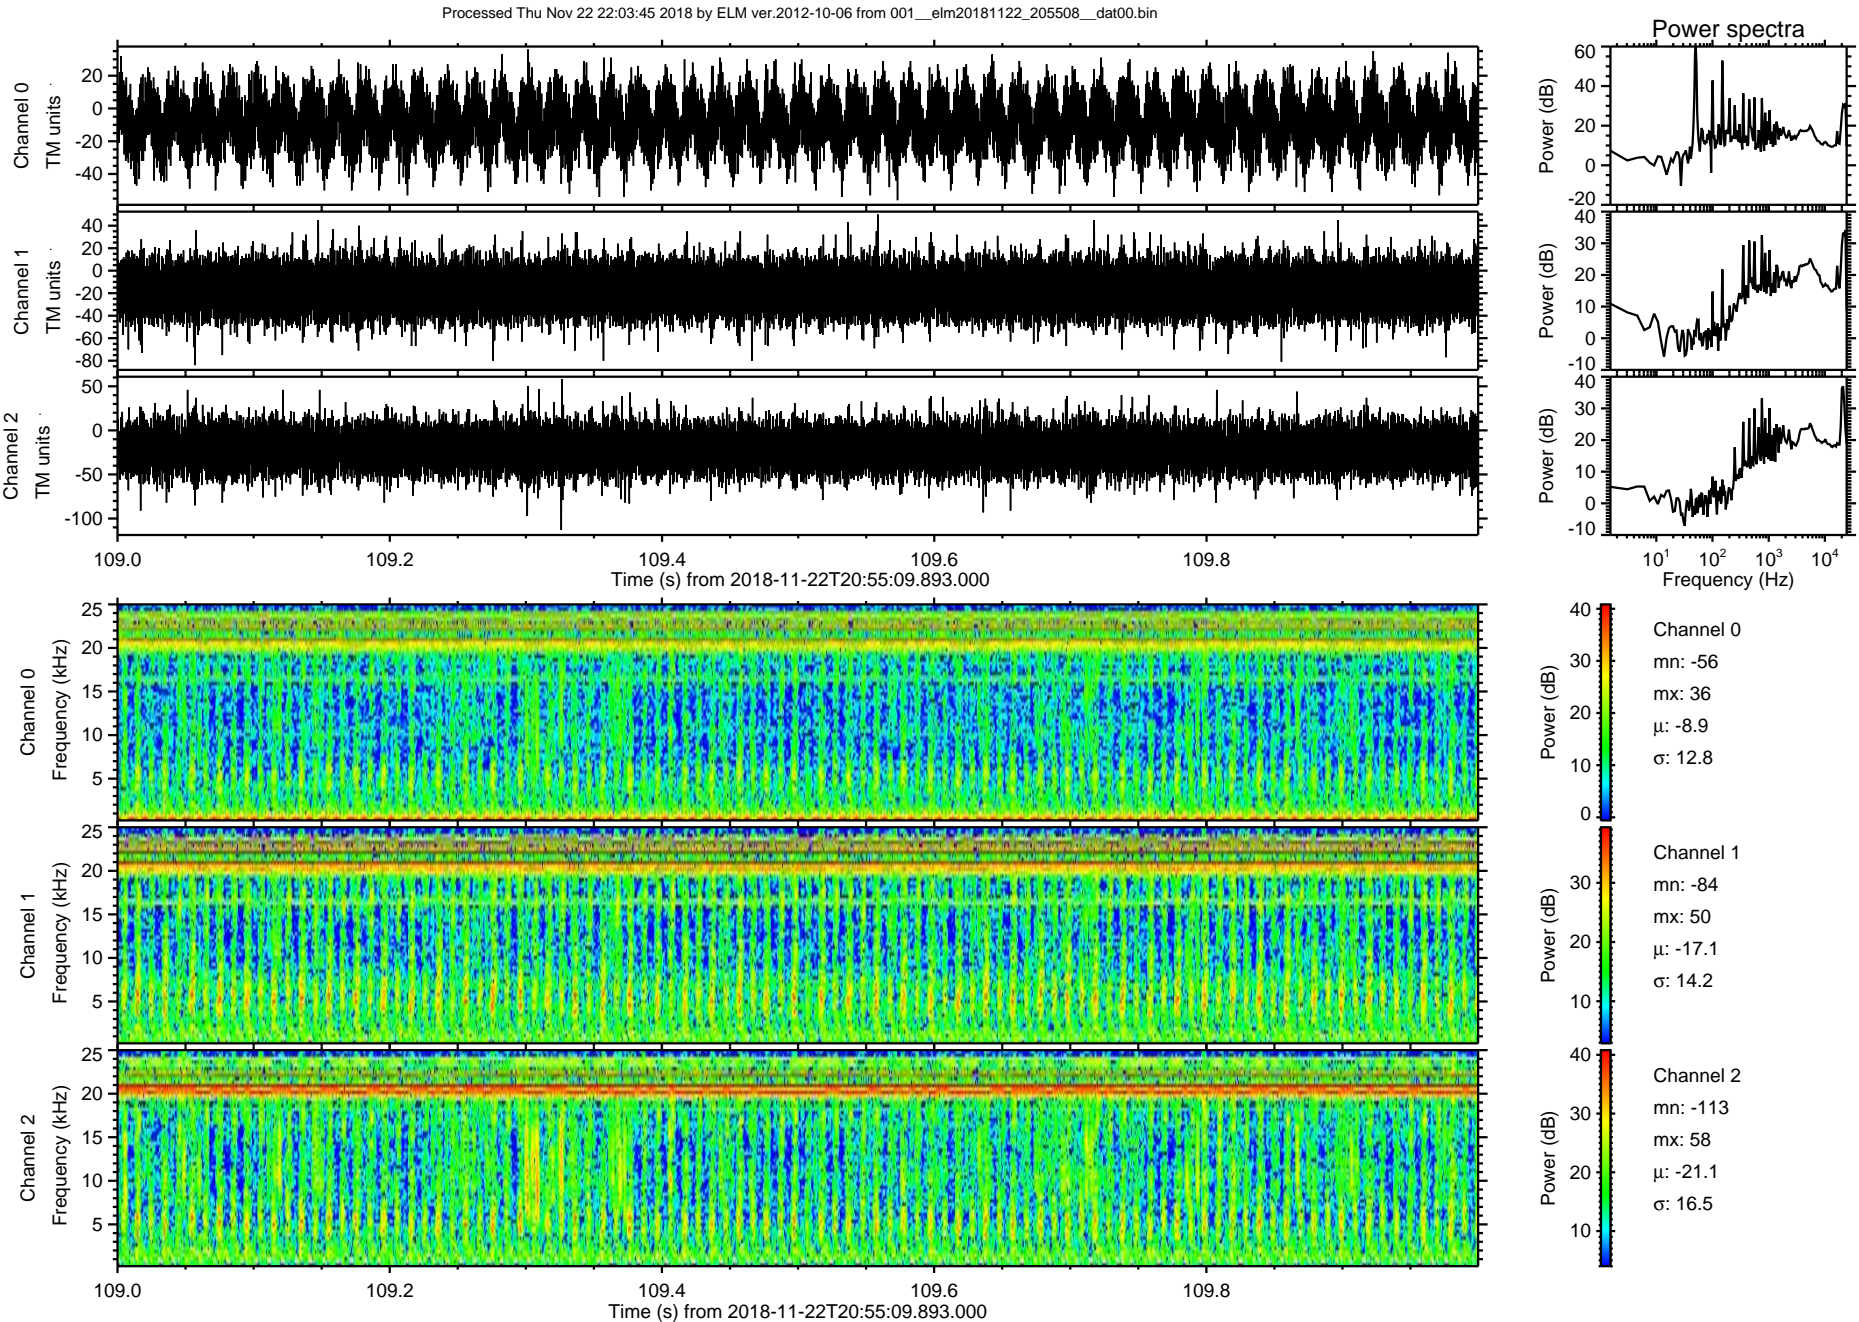 Processed Thu Nov 22 22:03:45 2018 by ELM ver.2012-10-06 from 001__elm20181122_205508__dat00.bin
Power spectra
Channel 0
TM units
20
0
-20
-40
Power (dB)
60
40
20
0
-20
Channel 1
TM units
40
20
0
-20
-40
-60
-80
Power (dB)
40
30
20
10
0
-10
Channel 2
TM units
50
0
-50
-100
Power (dB)
40
30
20
10
0
-10
109.0 109.2 109.4 109.6 109.8
Time (s) from 2018-11-22T20:55:09.893.000
10¹ 10² 10³ 10⁴
Frequency (Hz)
Channel 0
Frequency (kHz)
25
20
15
10
5
Power (dB)
40
30
20
10
0
Channel 0
mn: -56
mx: 36
µ: -8.9
σ: 12.8
Channel 1
Frequency (kHz)
25
20
15
10
5
Power (dB)
30
20
10
Channel 1
mn: -84
mx: 50
µ: -17.1
σ: 14.2
Channel 2
Frequency (kHz)
25
20
15
10
5
Power (dB)
40
30
20
10
Channel 2
mn: -113
mx: 58
µ: -21.1
σ: 16.5
109.0 109.2 109.4 109.6 109.8
Time (s) from 2018-11-22T20:55:09.893.000